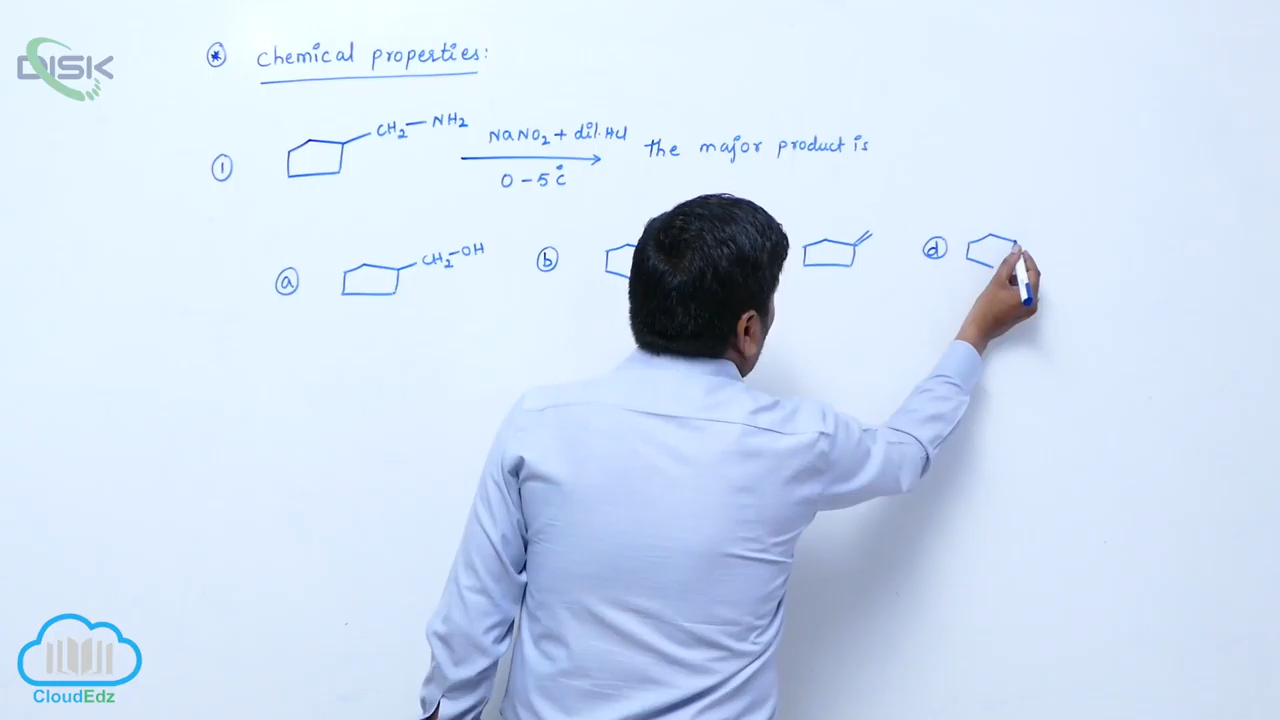 DISK
* Chemical properties:
① CH2-NH2 NaNO2 + dil.HCl the major product is
0-5°C
ⓐ CH2-OH ⓑ ⓓ
CloudEdz